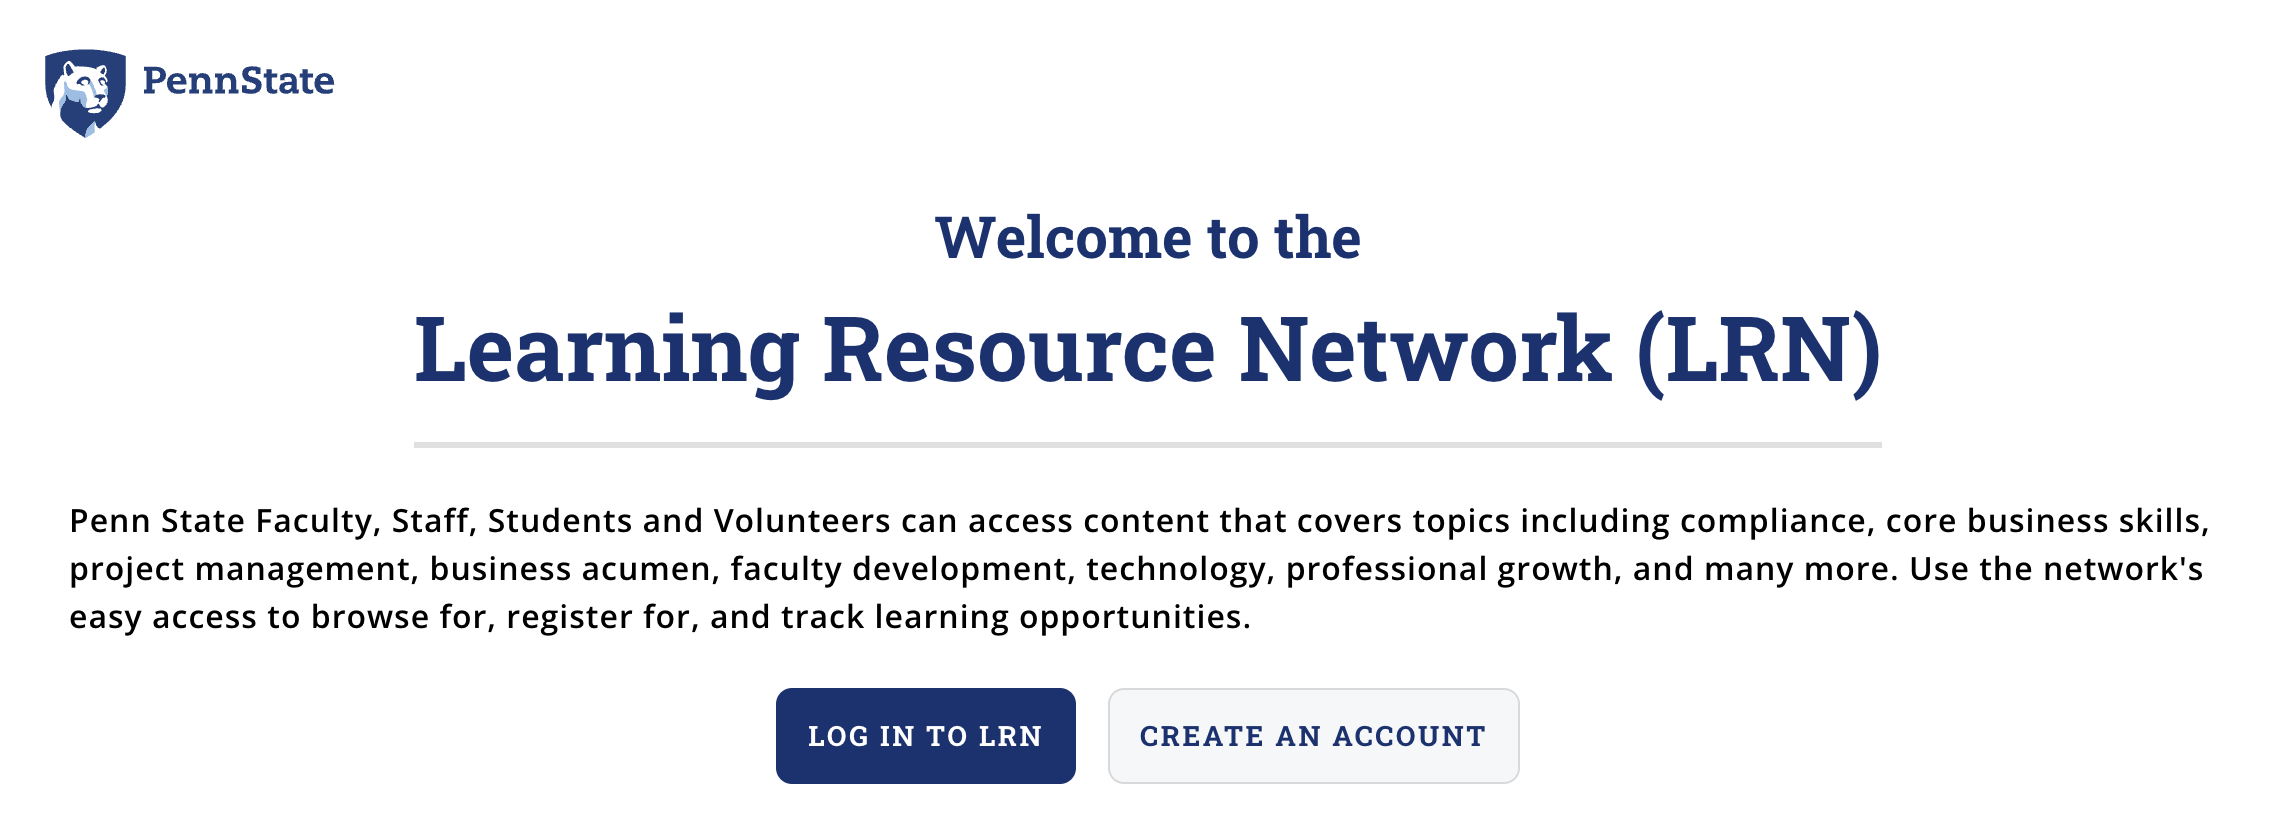 PennState
Welcome to the
Learning Resource Network (LRN)
Penn State Faculty, Staff, Students and Volunteers can access content that covers topics including compliance, core business skills,
project management, business acumen, faculty development, technology, professional growth, and many more. Use the network's
easy access to browse for, register for, and track learning opportunities.
LOG IN TO LRN
CREATE AN ACCOUNT